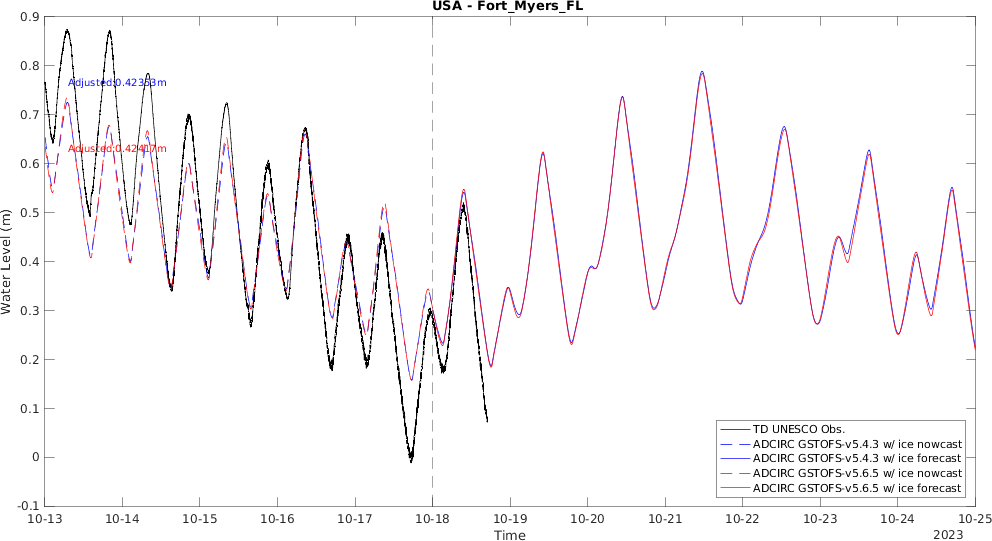 USA - Fort_Myers_FL
0.9
0.8
0.7
0.6
0.5
0.4
0.3
0.2
0.1
0
-0.1
Water Level (m)
Adjusted:0.42353m
Adjusted:0.42417m
TD UNESCO Obs.
ADCIRC GSTOFS-v5.4.3 w/ ice nowcast
ADCIRC GSTOFS-v5.4.3 w/ ice forecast
ADCIRC GSTOFS-v5.6.5 w/ ice nowcast
ADCIRC GSTOFS-v5.6.5 w/ ice forecast
10-13 10-14 10-15 10-16 10-17 10-18 10-19 10-20 10-21 10-22 10-23 10-24 10-25
Time
2023